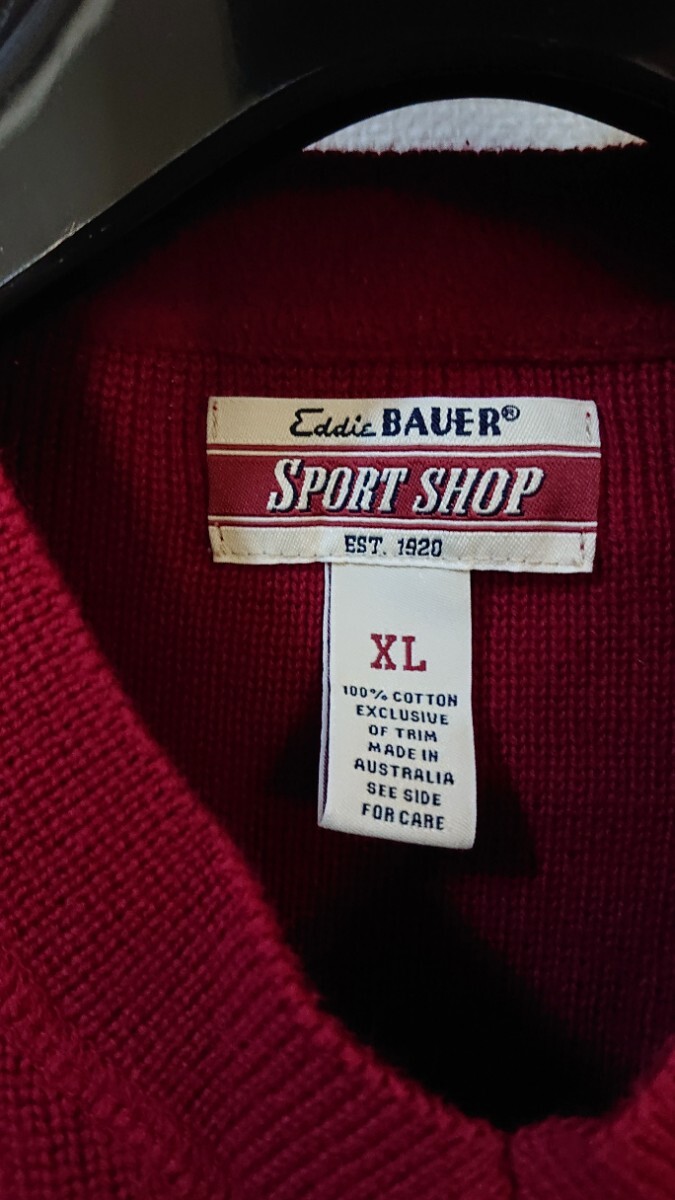 Eddie BAUER®
SPORT SHOP
EST. 1920
XL
100% COTTON
EXCLUSIVE
OF TRIM
MADE IN
AUSTRALIA
SEE SIDE
FOR CARE